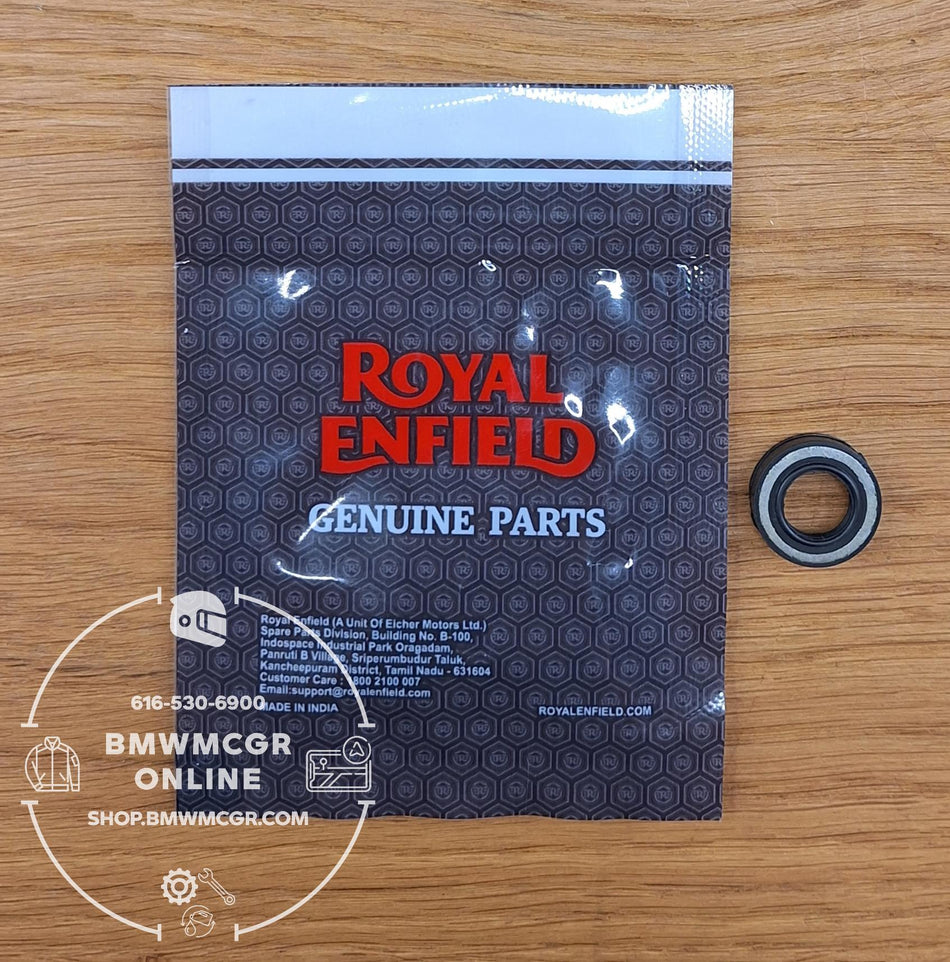 ROYAL
ENFIELD
GENUINE PARTS
Royal Enfield (A Unit Of Eicher Motors Ltd.)
Spare Parts Division, Building No. B-100,
Indospace Industrial Park Oragadam,
Panruti B Village, Sriperumbudur Taluk,
Kancheepuram District, Tamil Nadu - 631604
Customer Care : 1800 2100 007
Email:support@royalenfield.com
MADE IN INDIA
ROYALENFIELD.COM
616-530-6900
BMWMCGR
ONLINE
SHOP.BMWMCGR.COM